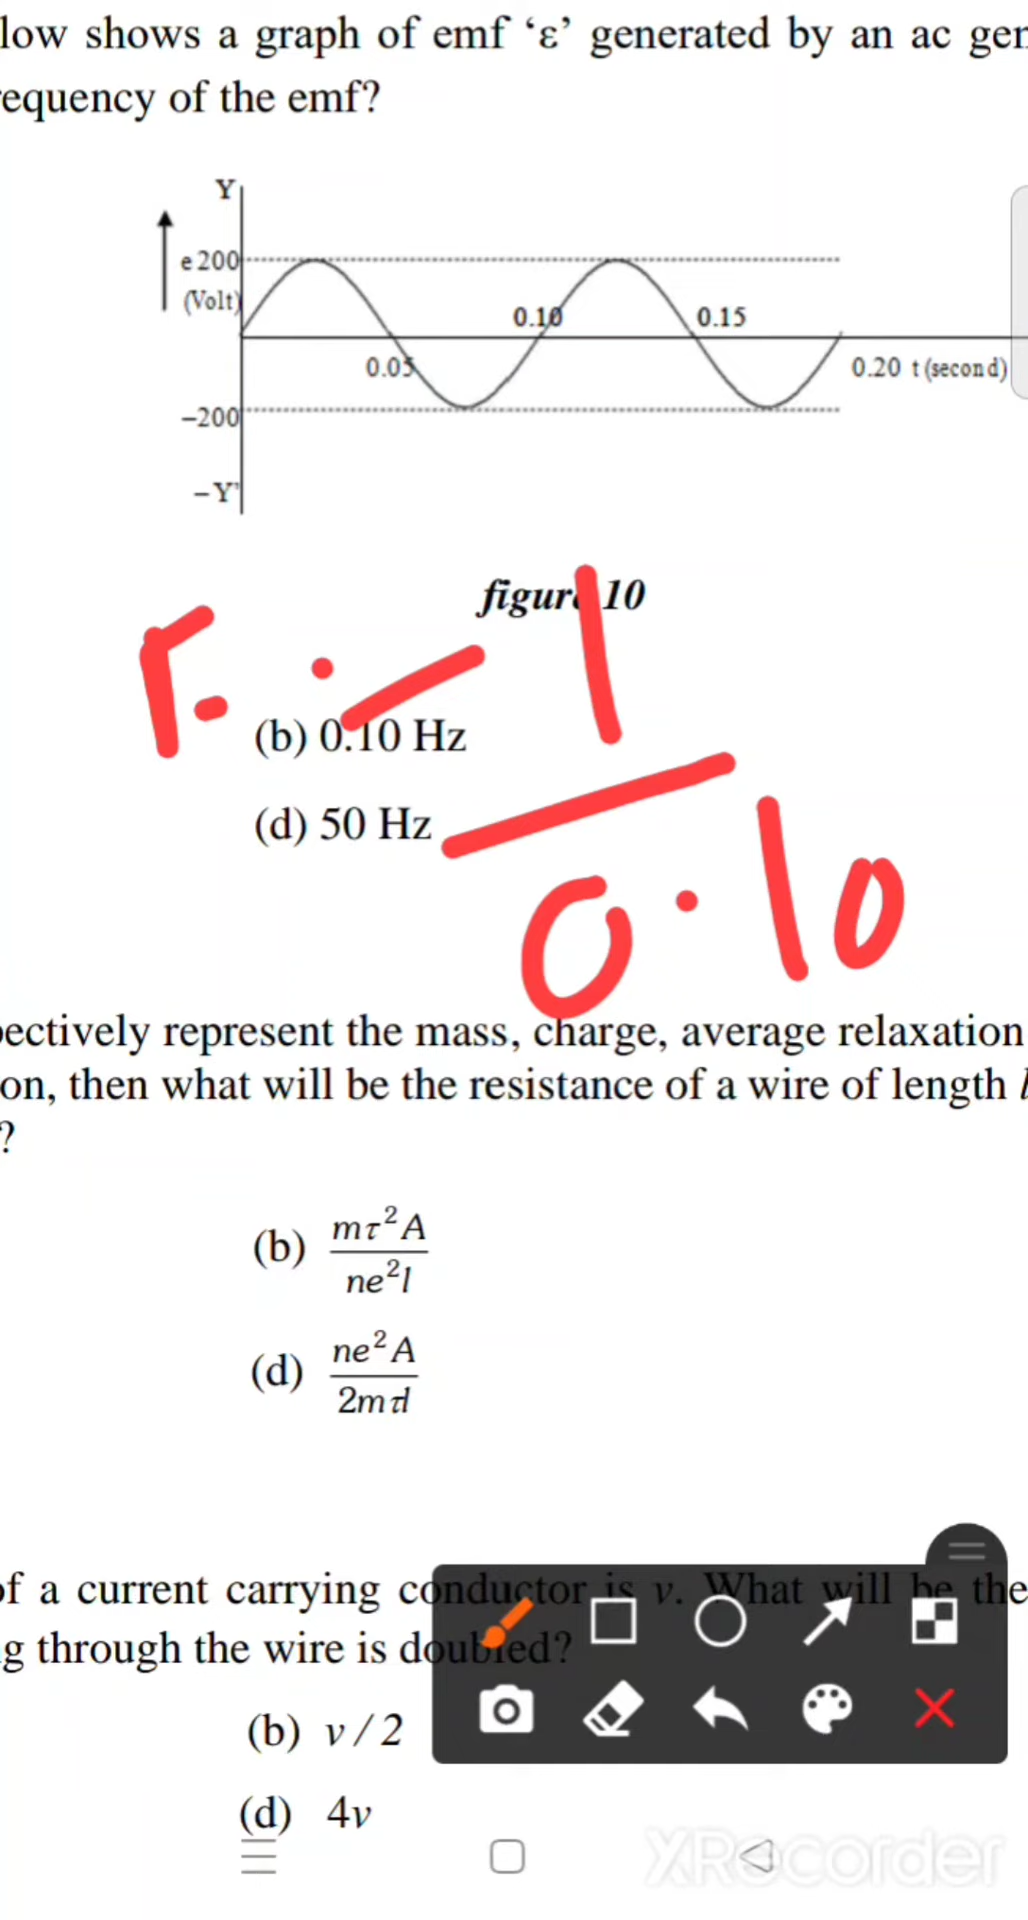 low shows a graph of emf ‘ε’ generated by an ac
equency of the emf?
Y
e 200
(Volt)
0.10
0.15
0.05
0.20 t (second)
−200
−Y'
figure 10
F. 1
(b) 0.10 Hz
(d) 50 Hz
0.10
ectively represent the mass, charge, average relaxation
on, then what will be the resistance of a wire of length l
?
(b) mτ²A / ne²l
(d) ne²A / 2mτl
of a current carrying conductor is v. What will be the
g through the wire is doubled?
(b) v/2
(d) 4v
XRecorder